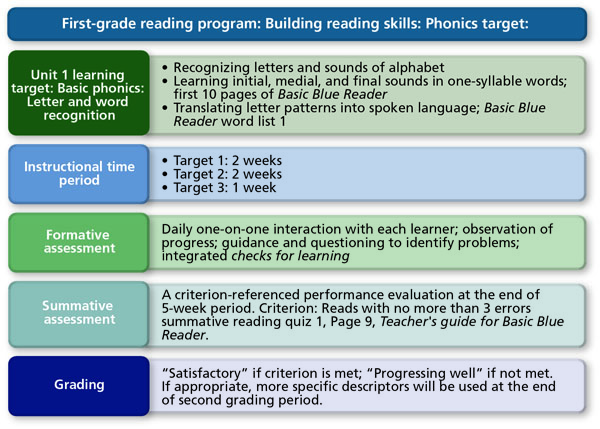 First-grade reading program: Building reading skills: Phonics target:
Unit 1 learning
target: Basic phonics:
Letter and word
recognition
• Recognizing letters and sounds of alphabet
• Learning initial, medial, and final sounds in one-syllable words;
first 10 pages of Basic Blue Reader
• Translating letter patterns into spoken language; Basic Blue
Reader word list 1
Instructional time
period
• Target 1: 2 weeks
• Target 2: 2 weeks
• Target 3: 1 week
Formative
assessment
Daily one-on-one interaction with each learner; observation of
progress; guidance and questioning to identify problems;
integrated checks for learning
Summative
assessment
A criterion-referenced performance evaluation at the end of
5-week period. Criterion: Reads with no more than 3 errors
summative reading quiz 1, Page 9, Teacher's guide for Basic Blue
Reader.
Grading
“Satisfactory” if criterion is met; “Progressing well” if not met.
If appropriate, more specific descriptors will be used at the end
of second grading period.